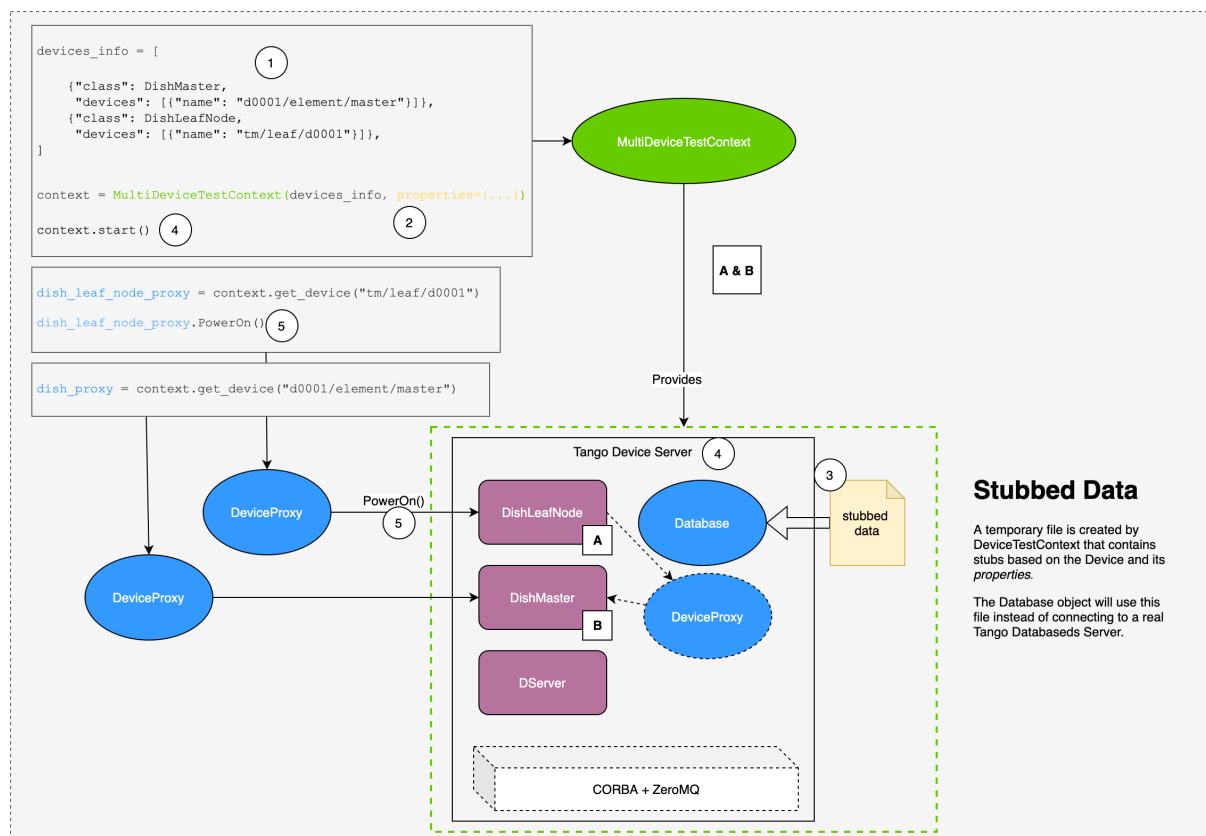 devices_info = [
1
{"class": DishMaster,
"devices": [{"name": "d0001/element/master"}]},
{"class": DishLeafNode,
"devices": [{"name": "tm/leaf/d0001"}]},
]
context = MultiDeviceTestContext(devices_info, properties={...})
2
context.start()
4
MultiDeviceTestContext
A & B
dish_leaf_node_proxy = context.get_device("tm/leaf/d0001")
dish_leaf_node_proxy.PowerOn()
5
dish_proxy = context.get_device("d0001/element/master")
Provides
Tango Device Server
4
3
DeviceProxy
PowerOn()
5
DishLeafNode
A
Database
stubbed
data
DeviceProxy
DishMaster
B
DeviceProxy
DServer
CORBA + ZeroMQ
Stubbed Data
A temporary file is created by
DeviceTestContext that contains
stubs based on the Device and its
properties.
The Database object will use this
file instead of connecting to a real
Tango Databaseds Server.